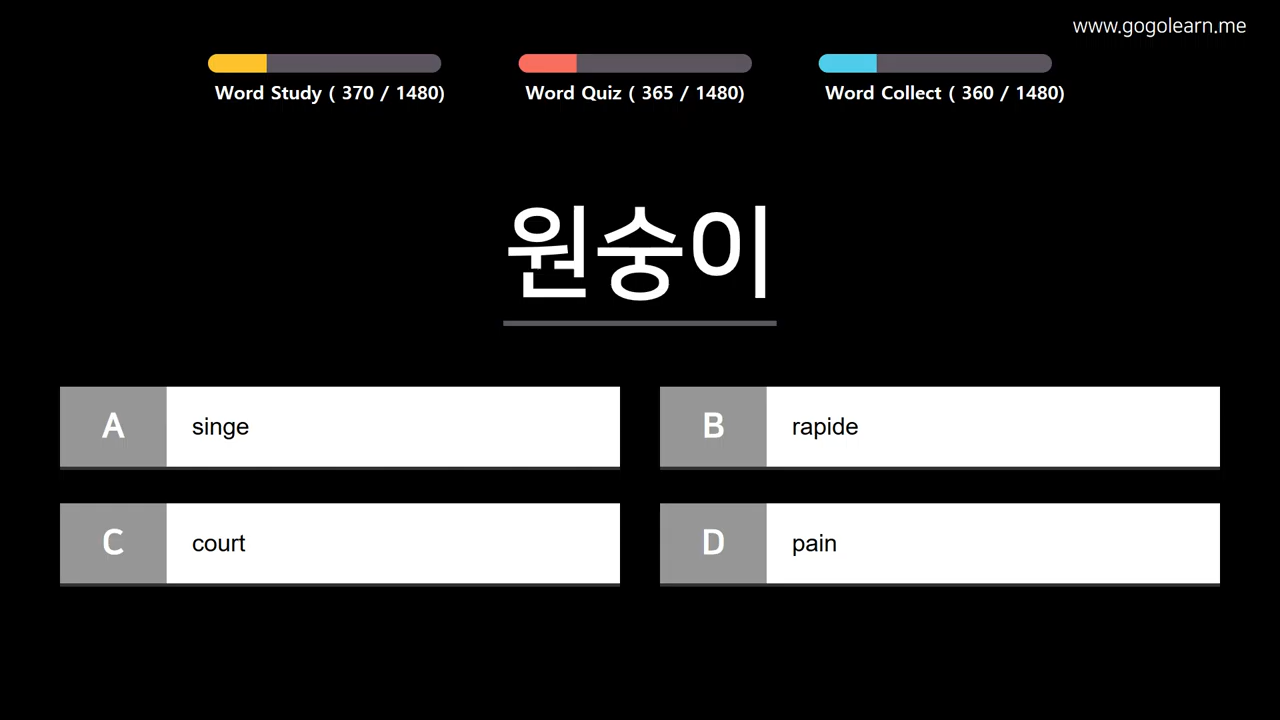 www.gogolearn.me
Word Study ( 370 / 1480)
Word Quiz ( 365 / 1480)
Word Collect ( 360 / 1480)
원숭이
A singe
B rapide
C court
D pain